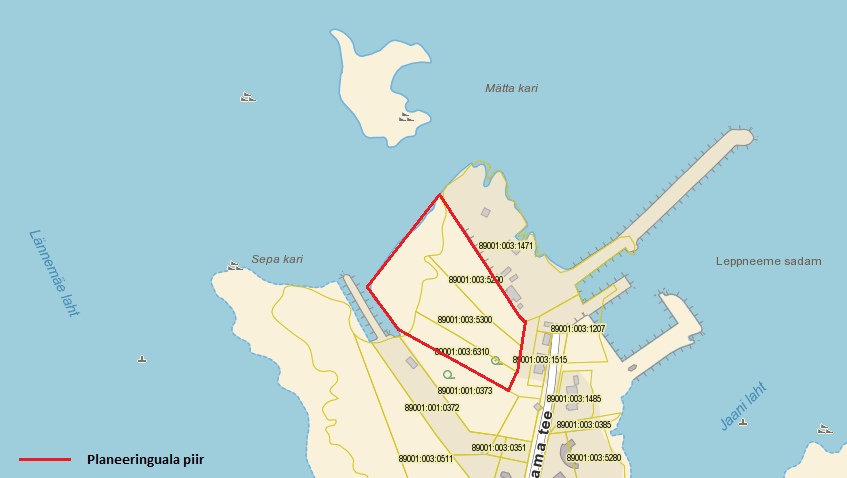 Mätta kari
Lännemäe laht
Sepa kari
Leppneeme sadam
89001:003:1471
89001:003:5290
89001:003:5300
89001:003:1207
89001:003:6310
89001:003:1515
89001:001:0373
89001:003:1485
89001:001:0372
89001:003:0385
Jaani laht
ama tee
89001:003:0351
89001:003:0511
89001:003:5280
Planeeringuala piir